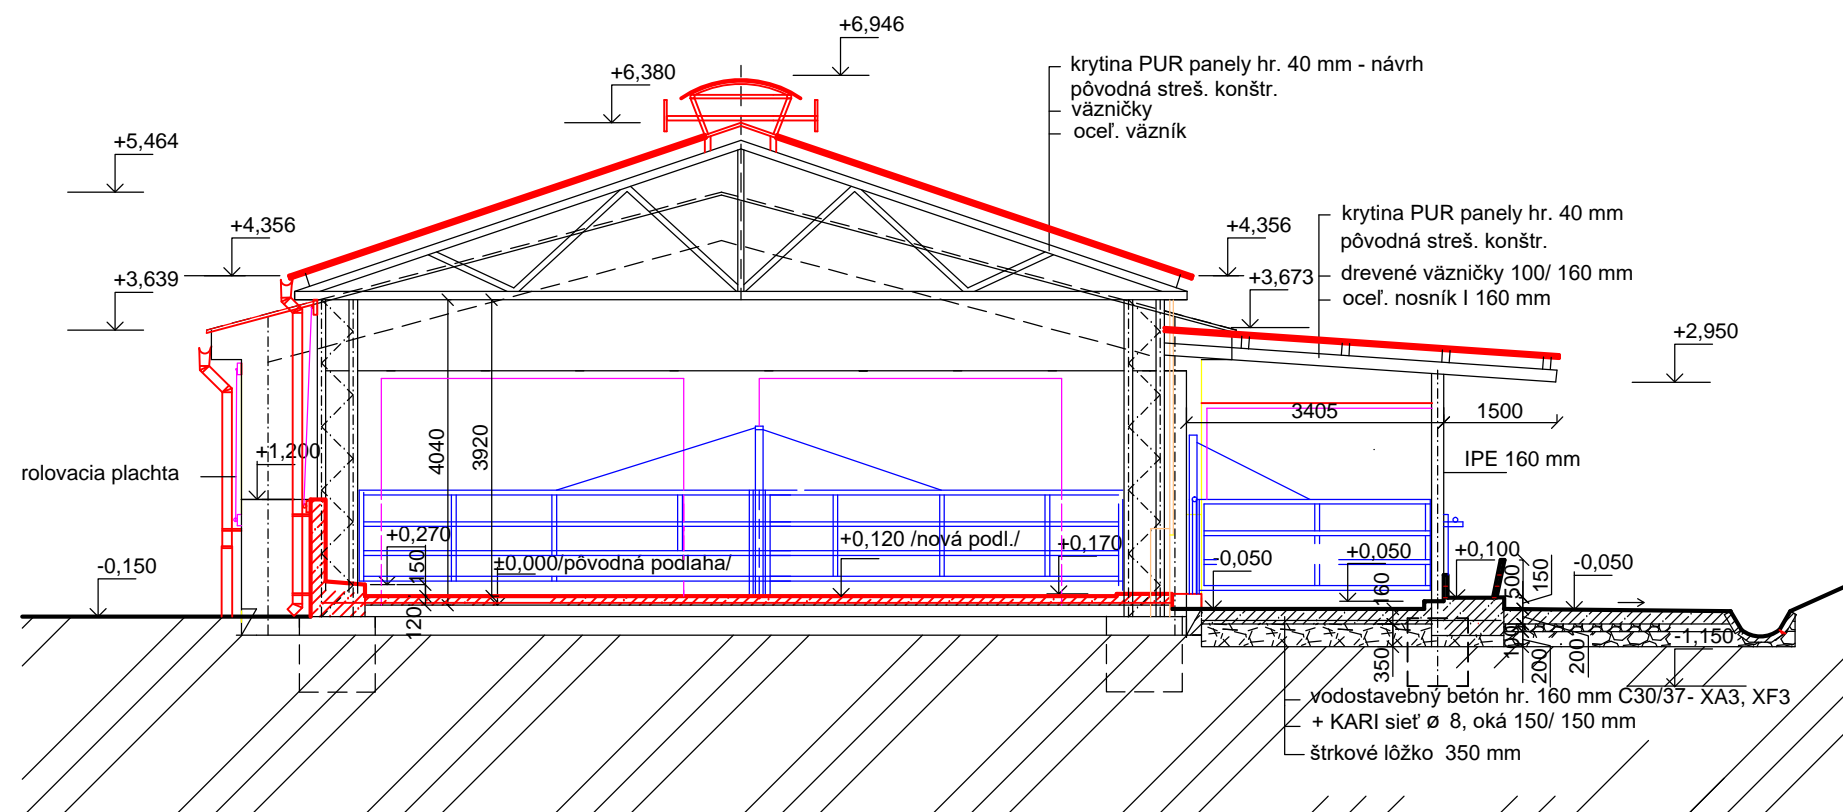 +6,946
+6,380
+5,464
+4,356
+3,639
krytina PUR panely hr. 40 mm - návrh
pôvodná streš. konštr.
väzničky
oceľ. väzník
krytina PUR panely hr. 40 mm
pôvodná streš. konštr.
drevené väzničky 100/ 160 mm
oceľ. nosník I 160 mm
+4,356
+3,673
+2,950
3405
1500
IPE 160 mm
rolovacia plachta
+1,200
4040
3920
-0,150
+0,270
150
120
±0,000/pôvodná podlaha/
+0,120 /nová podl./
+0,170
-0,050
+0,050
160
350
+0,100
500
150
-0,050
-1,150
100
200
200
vodostavebný betón hr. 160 mm C30/37- XA3, XF3
+ KARI sieť ø 8, oká 150/ 150 mm
štrkové lôžko 350 mm